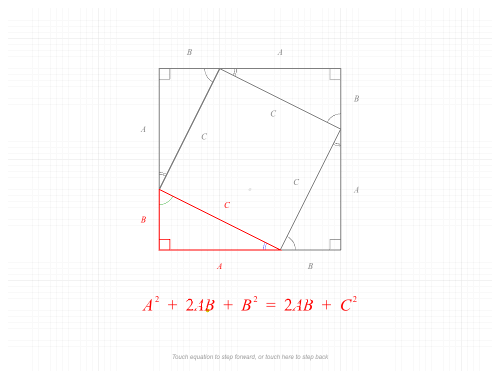 B A
B
C
A C
C
A
C
B
A B
A² + 2AB + B² = 2AB + C²
Touch equation to step forward, or touch here to step back